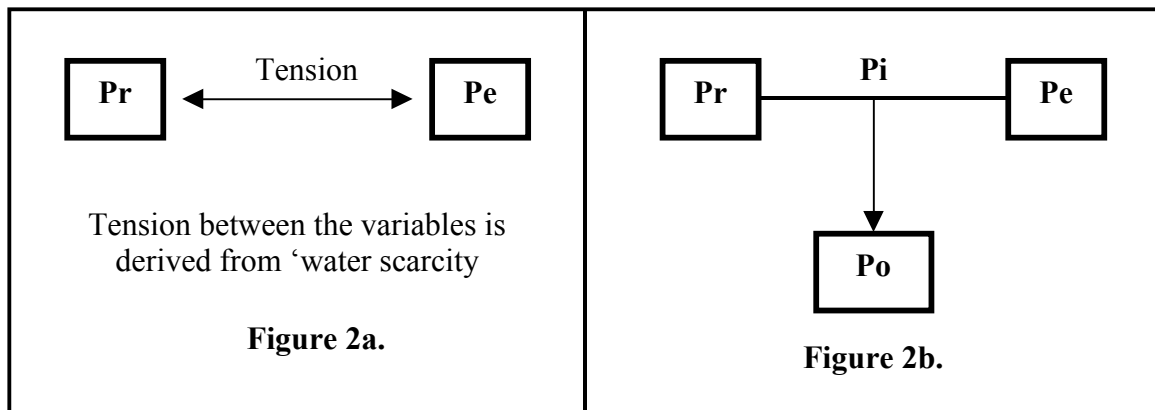 Pr
Tension
Pe
Tension between the variables is
derived from ‘water scarcity
Figure 2a.
Pr
Pi
Pe
Po
Figure 2b.